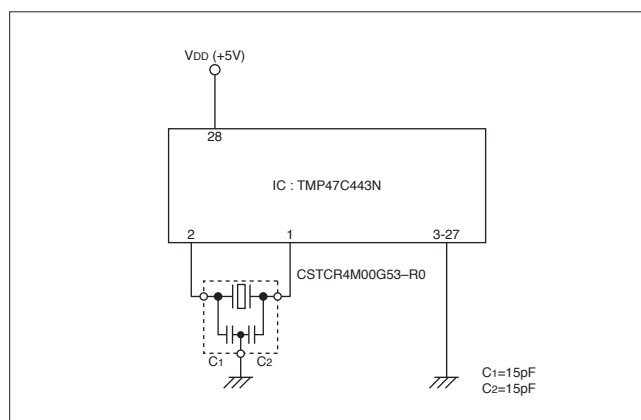 VDD (+5V)
28
IC : TMP47C443N
2 1 3-27
CSTCR4M00G53–R0
C1 C2
C1=15pF
C2=15pF